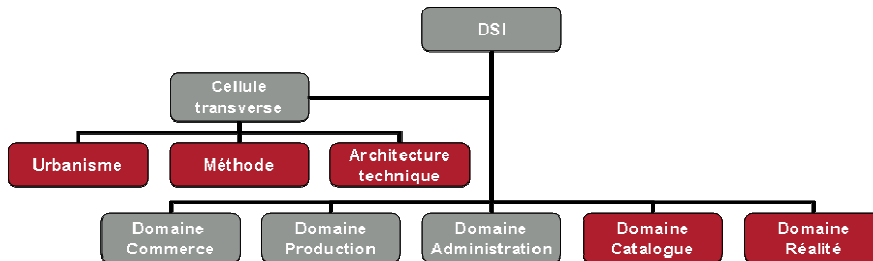 DSI
Cellule
transverse
Urbanisme
Méthode
Architecture
technique
Domaine
Commerce
Domaine
Production
Domaine
Administration
Domaine
Catalogue
Domaine
Réalité